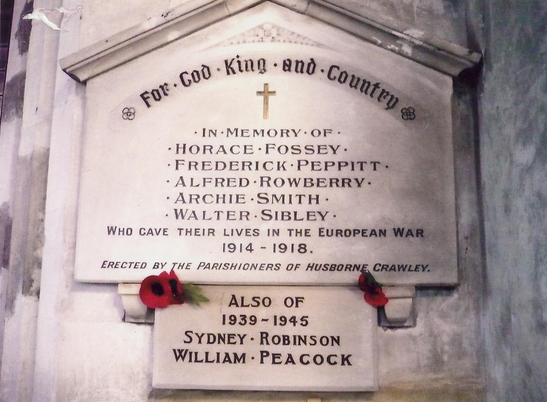 For · God · King · and · Country
· In · Memory · of ·
· Horace · Fossey ·
· Frederick · Peppitt ·
· Alfred · Rowberry ·
· Archie · Smith ·
· Walter · Sibley ·
Who gave their lives in the European War
1914 - 1918.
Erected by the Parishioners of Husborne Crawley.
Also of
1939 - 1945
Sydney · Robinson
William · Peacock